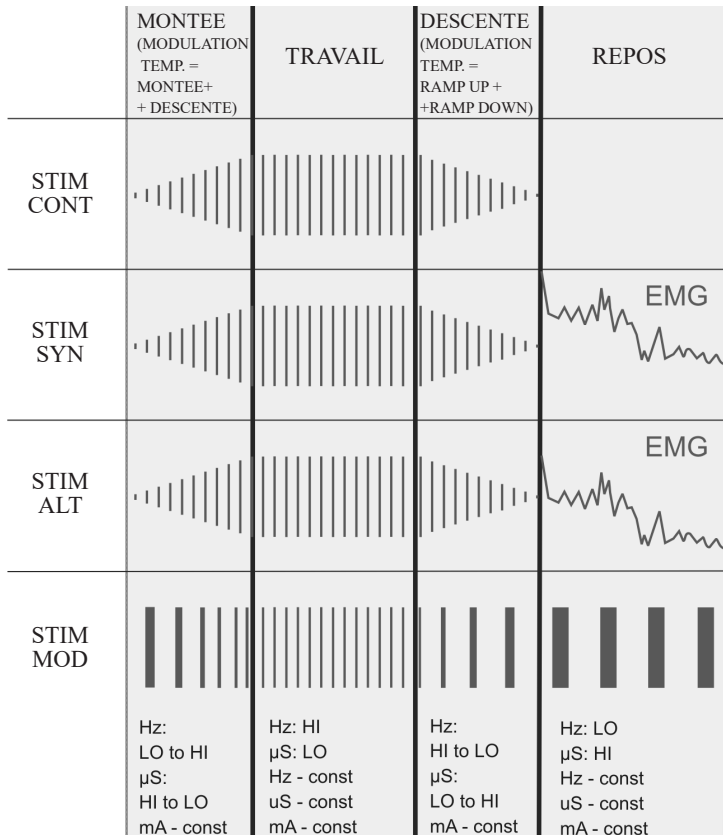 MONTEE
(MODULATION
TEMP. =
MONTEE+
+ DESCENTE)
TRAVAIL
DESCENTE
(MODULATION
TEMP. =
RAMP UP +
+RAMP DOWN)
REPOS
STIM
CONT
STIM
SYN
EMG
STIM
ALT
EMG
STIM
MOD
Hz:
LO to HI
µS:
HI to LO
mA - const
Hz: HI
µS: LO
Hz - const
uS - const
mA - const
Hz:
HI to LO
µS:
LO to HI
mA - const
Hz: LO
µS: HI
Hz - const
uS - const
mA - const